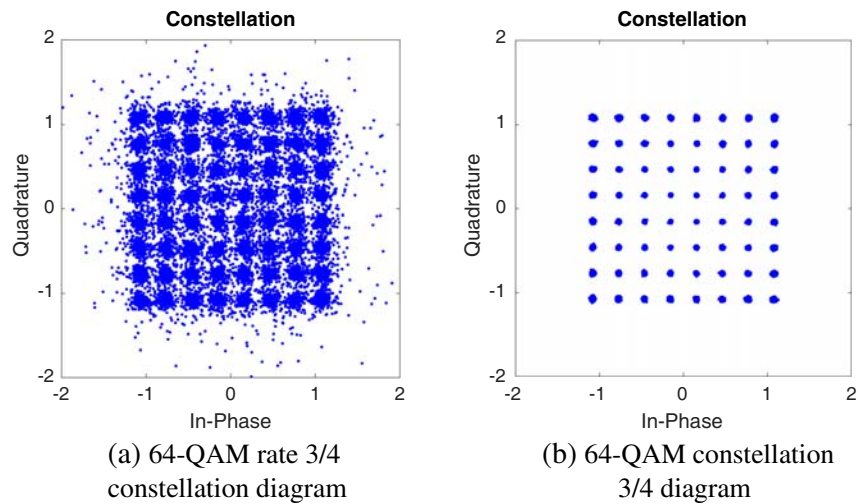 Constellation
2
1
Quadrature
0
-1
-2
-2 -1 0 1 2
In-Phase
(a) 64-QAM rate 3/4
constellation diagram
Constellation
2
1
Quadrature
0
-1
-2
-2 -1 0 1 2
In-Phase
(b) 64-QAM constellation
3/4 diagram